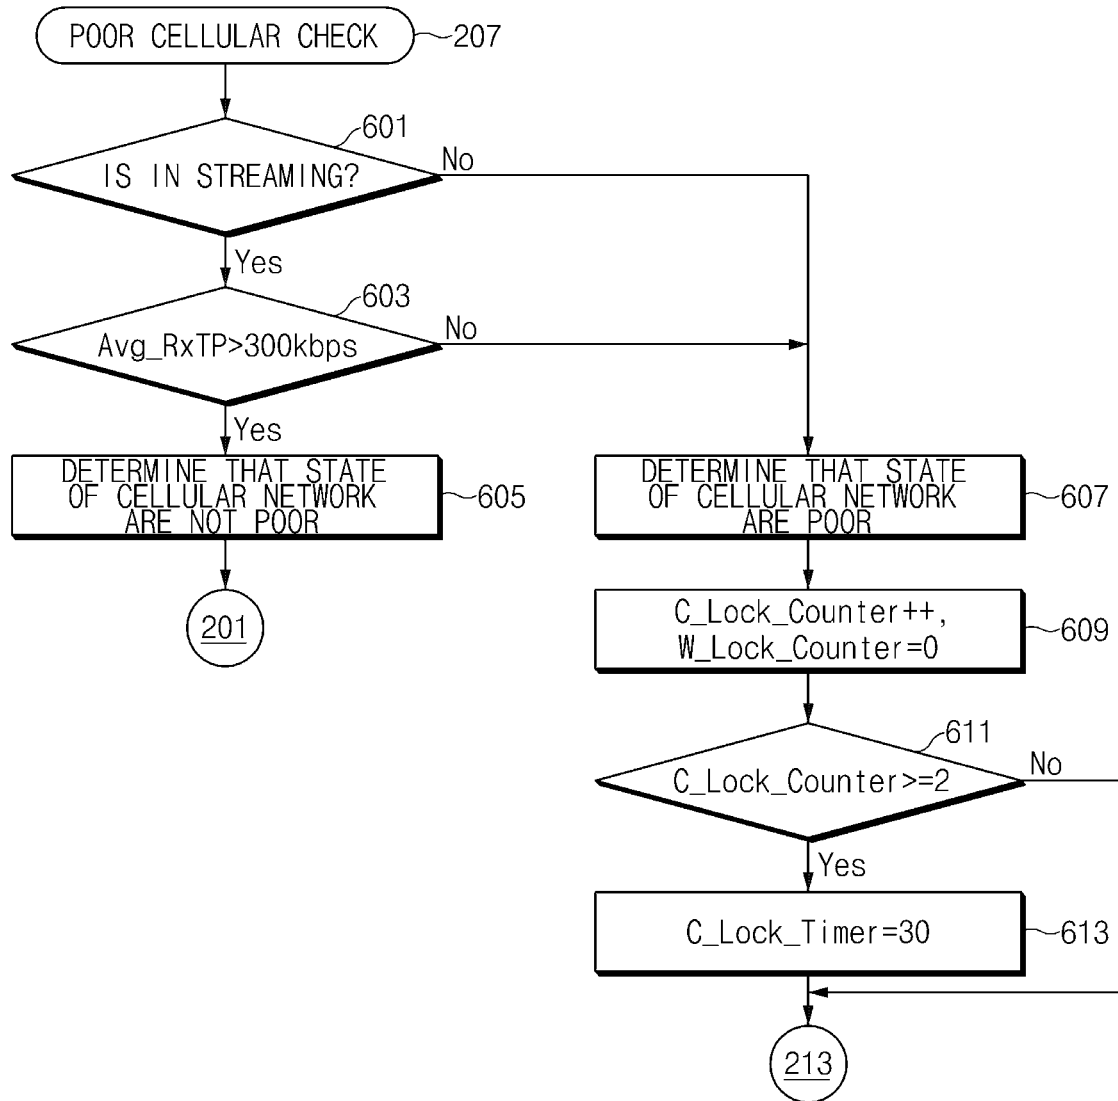 POOR CELLULAR CHECK
207
601
IS IN STREAMING?
No
Yes
603
Avg_RxTP>300kbps
No
Yes
DETERMINE THAT STATE
OF CELLULAR NETWORK
ARE NOT POOR
605
201
DETERMINE THAT STATE
OF CELLULAR NETWORK
ARE POOR
607
C_Lock_Counter++,
W_Lock_Counter=0
609
611
C_Lock_Counter>=2
No
Yes
C_Lock_Timer=30
613
213